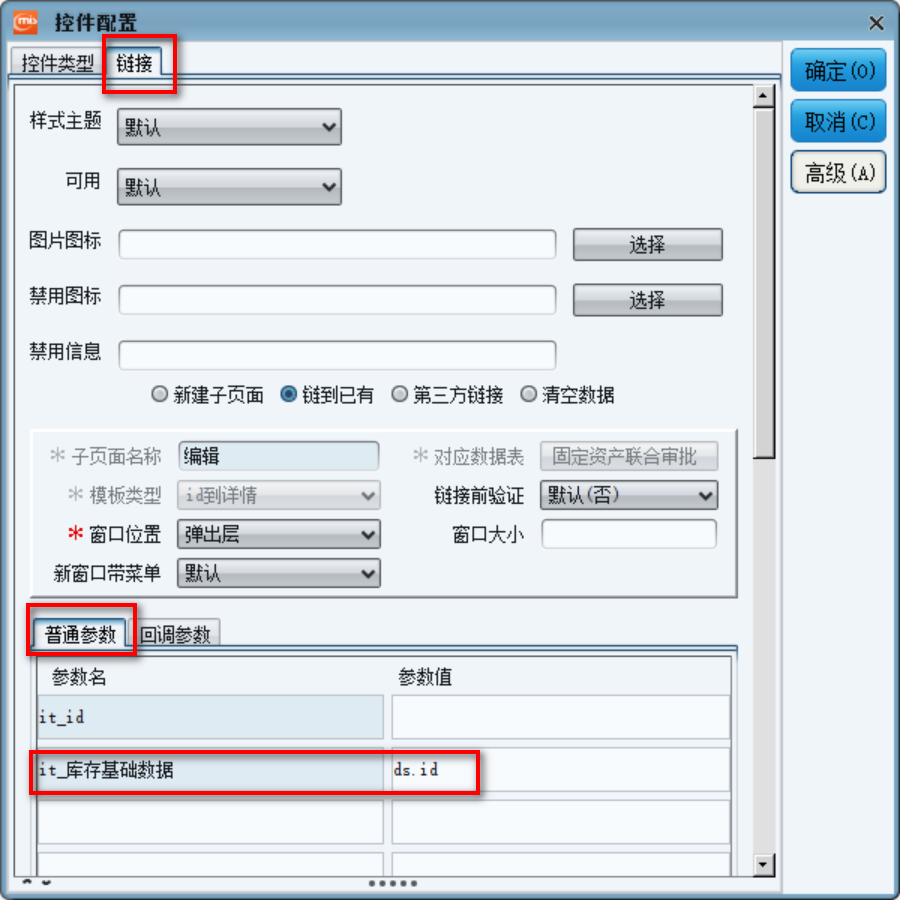 控件配置
控件类型 链接
确定(O)
取消(C)
高级(A)
样式主题 默认
可用 默认
图片图标 选择
禁用图标 选择
禁用信息
新建子页面 链到已有 第三方链接 清空数据
* 子页面名称 编辑 * 对应数据表 固定资产联合审批
* 模板类型 id到详情 链接前验证 默认(否)
* 窗口位置 弹出层 窗口大小
新窗口带菜单 默认
普通参数 回调参数
参数名 参数值
it_id
it_库存基础数据 ds.id